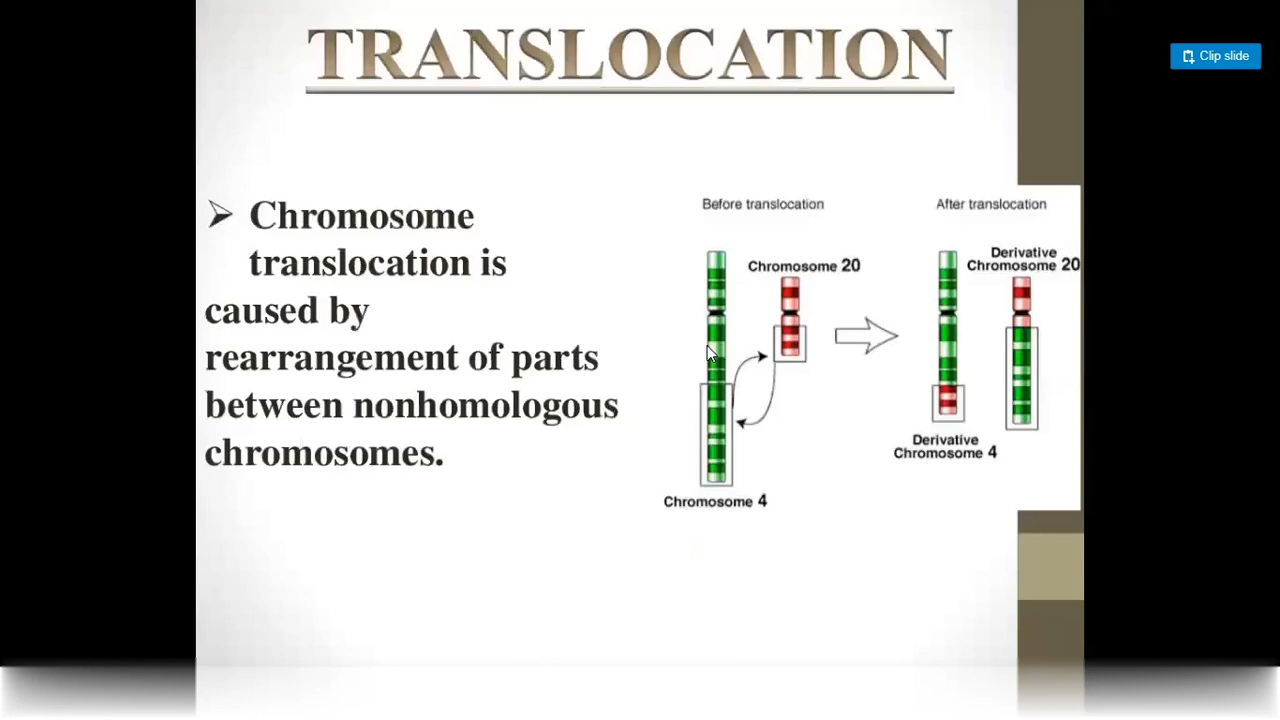 TRANSLOCATION
Clip slide
➢ Chromosome
translocation is
caused by
rearrangement of parts
between nonhomologous
chromosomes.
Before translocation
After translocation
Chromosome 20
Derivative
Chromosome 20
Derivative
Chromosome 4
Chromosome 4